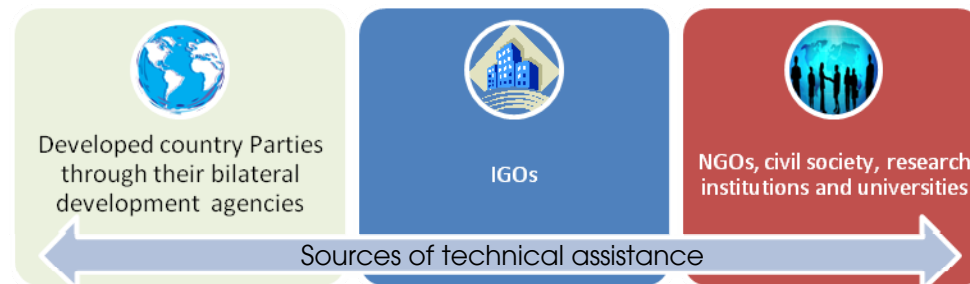 Developed country Parties
through their bilateral
development agencies
IGOs
NGOs, civil society, research
institutions and universities
Sources of technical assistance